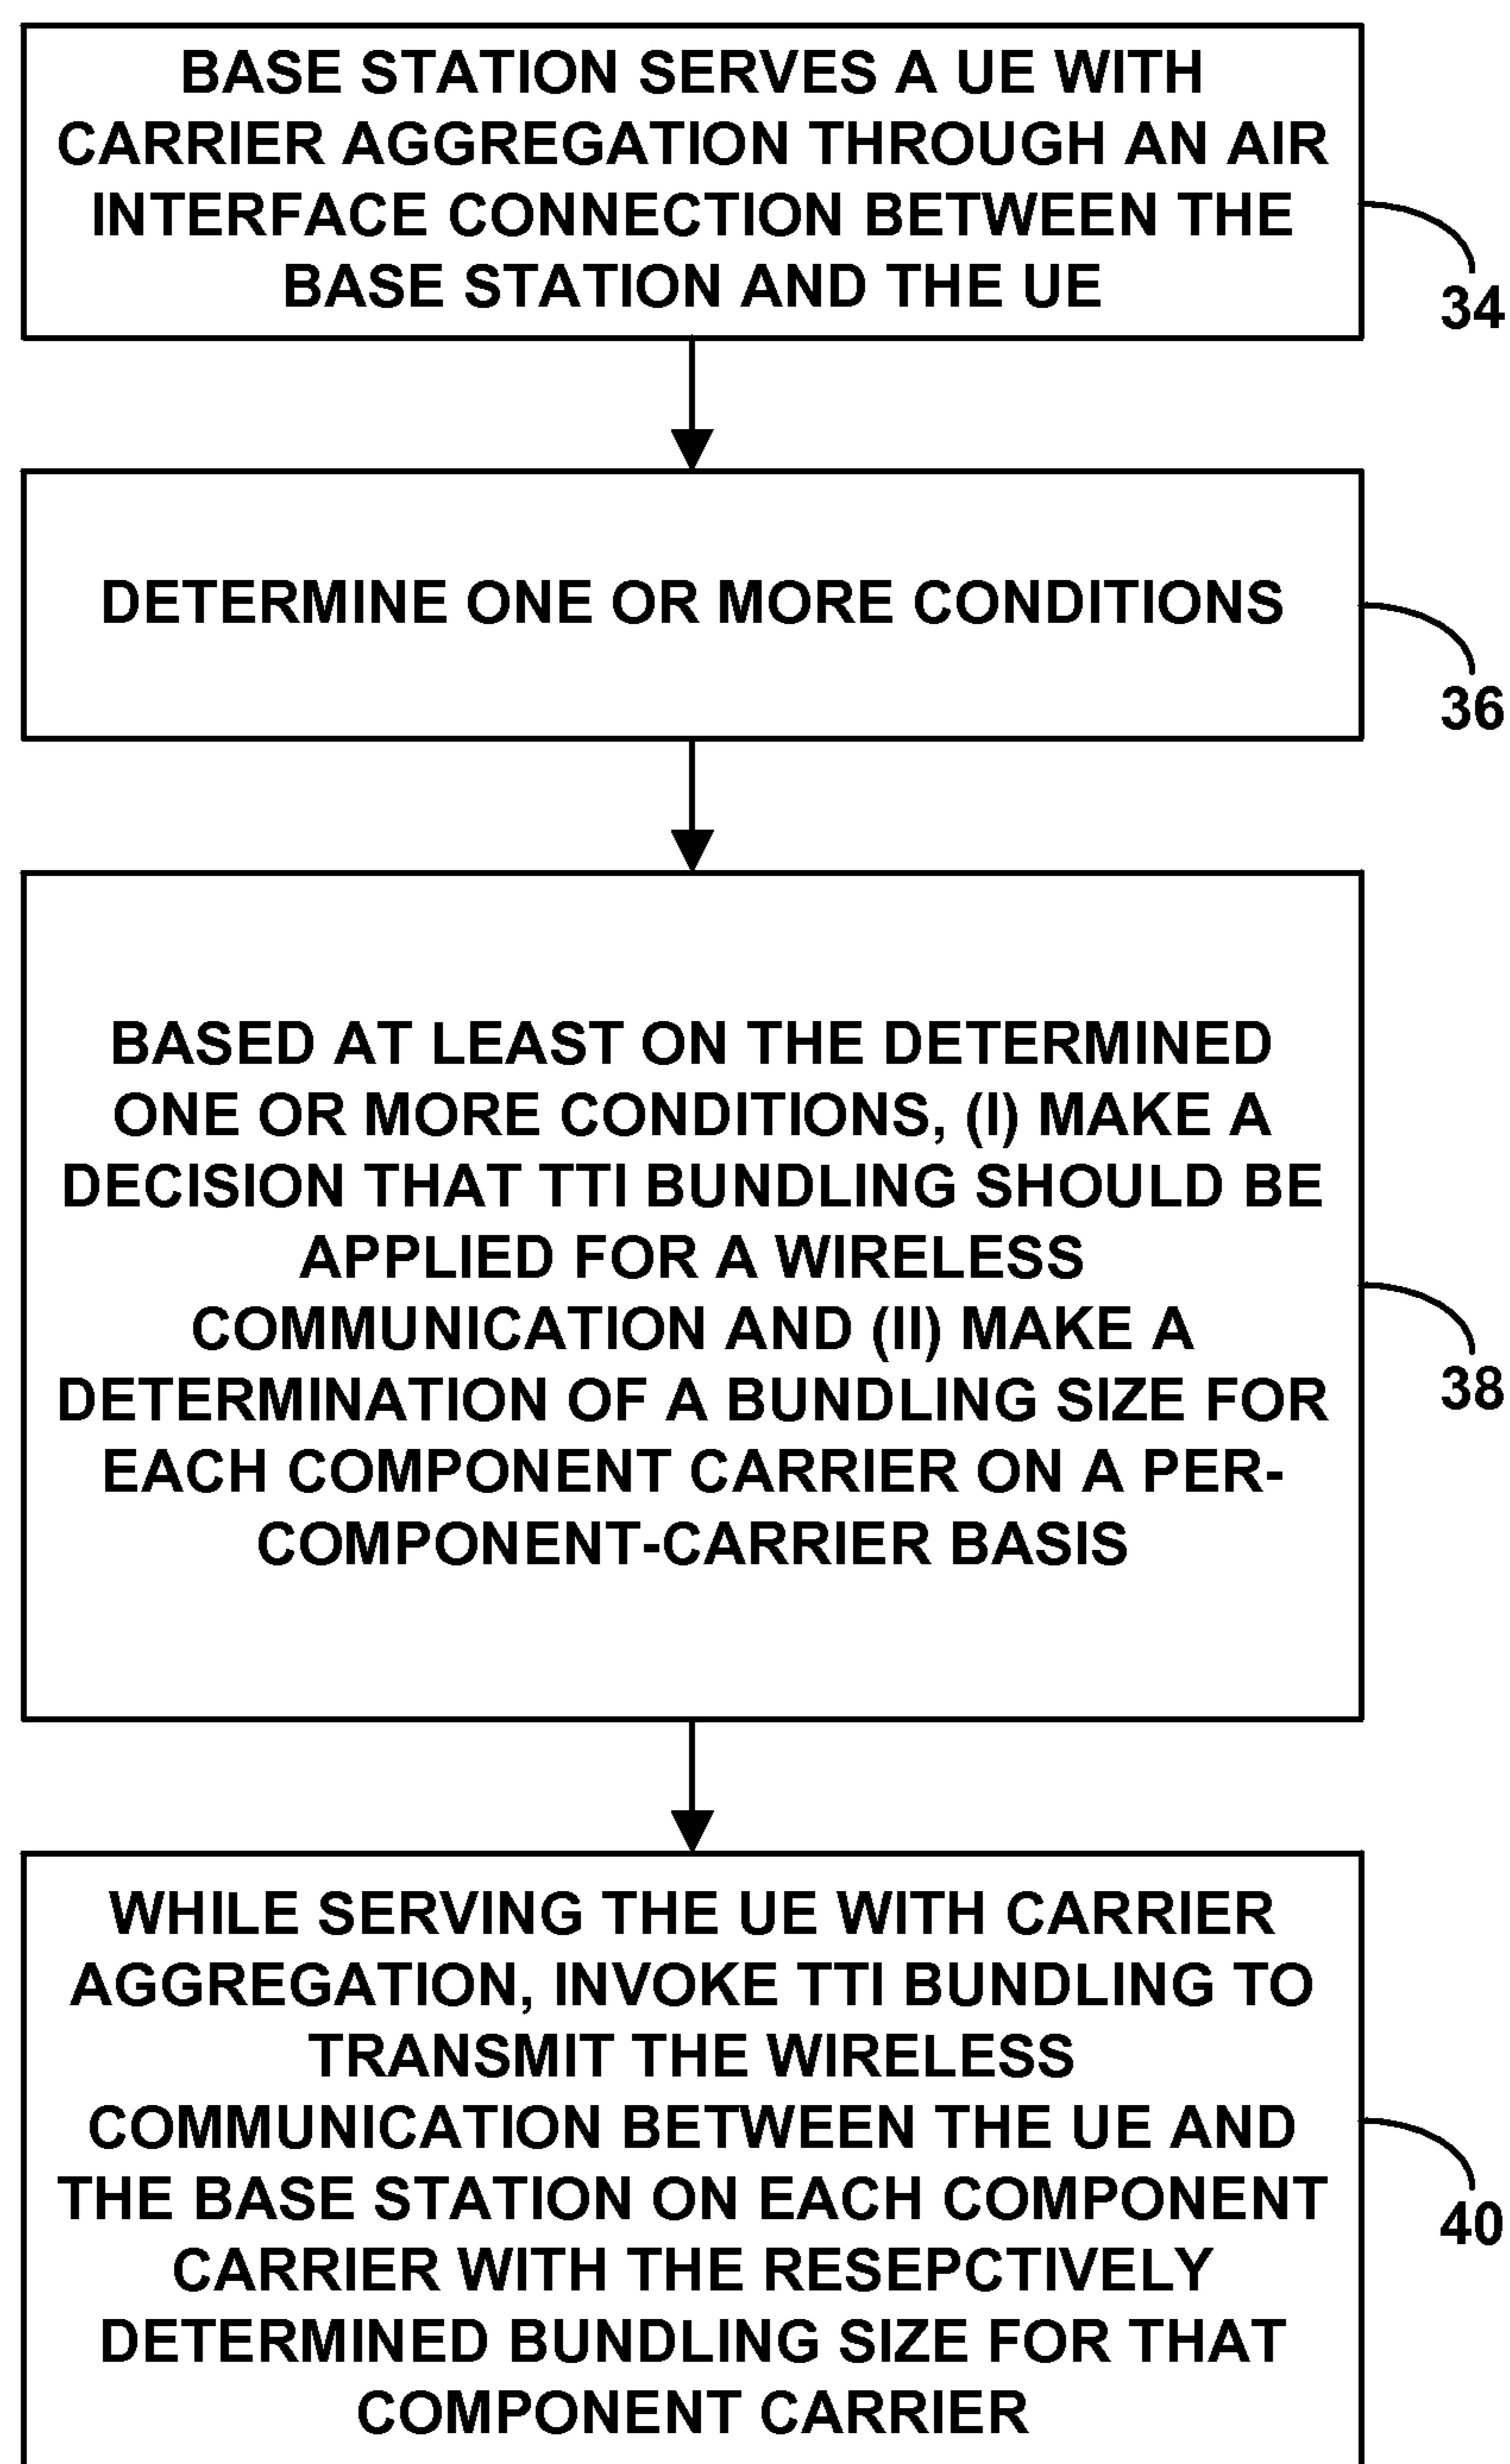 BASE STATION SERVES A UE WITH
CARRIER AGGREGATION THROUGH AN AIR
INTERFACE CONNECTION BETWEEN THE
BASE STATION AND THE UE
34
DETERMINE ONE OR MORE CONDITIONS
36
BASED AT LEAST ON THE DETERMINED
ONE OR MORE CONDITIONS, (I) MAKE A
DECISION THAT TTI BUNDLING SHOULD BE
APPLIED FOR A WIRELESS
COMMUNICATION AND (II) MAKE A
DETERMINATION OF A BUNDLING SIZE FOR
EACH COMPONENT CARRIER ON A PER-
COMPONENT-CARRIER BASIS
38
WHILE SERVING THE UE WITH CARRIER
AGGREGATION, INVOKE TTI BUNDLING TO
TRANSMIT THE WIRELESS
COMMUNICATION BETWEEN THE UE AND
THE BASE STATION ON EACH COMPONENT
CARRIER WITH THE RESEPCTIVELY
DETERMINED BUNDLING SIZE FOR THAT
COMPONENT CARRIER
40